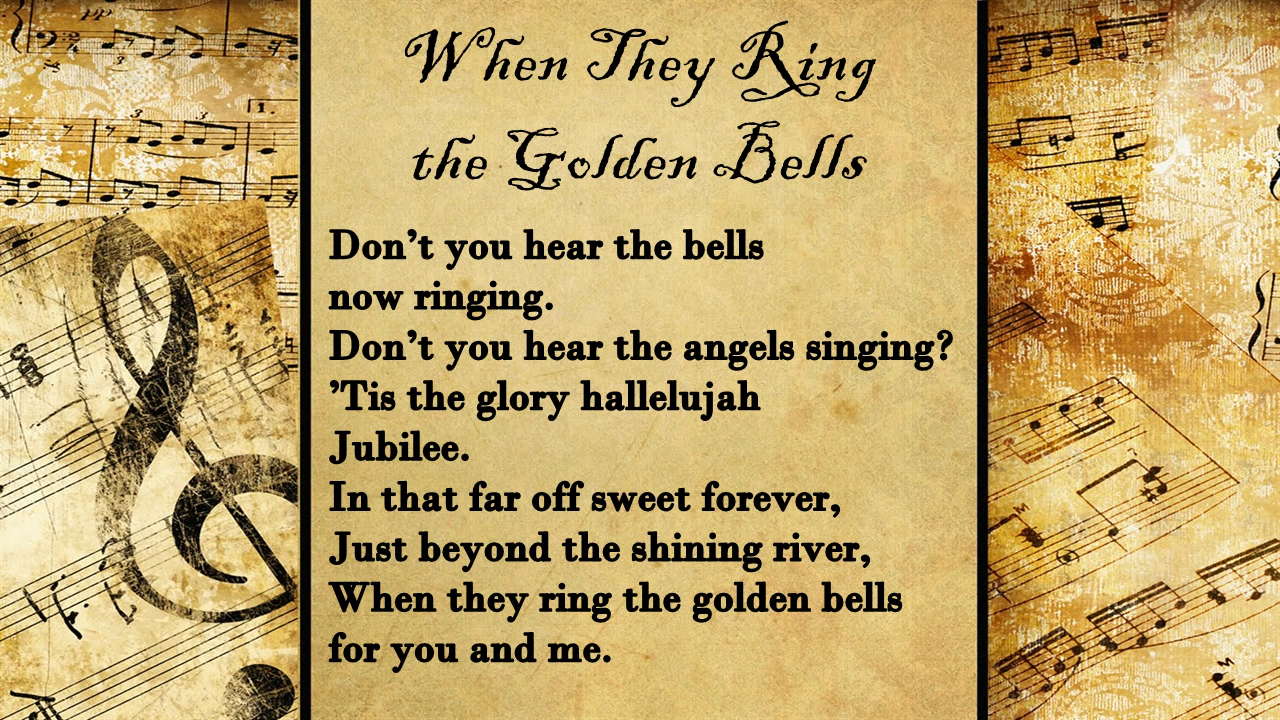 When They Ring
the Golden Bells
Don’t you hear the bells
now ringing.
Don’t you hear the angels singing?
’Tis the glory hallelujah
Jubilee.
In that far off sweet forever,
Just beyond the shining river,
When they ring the golden bells
for you and me.